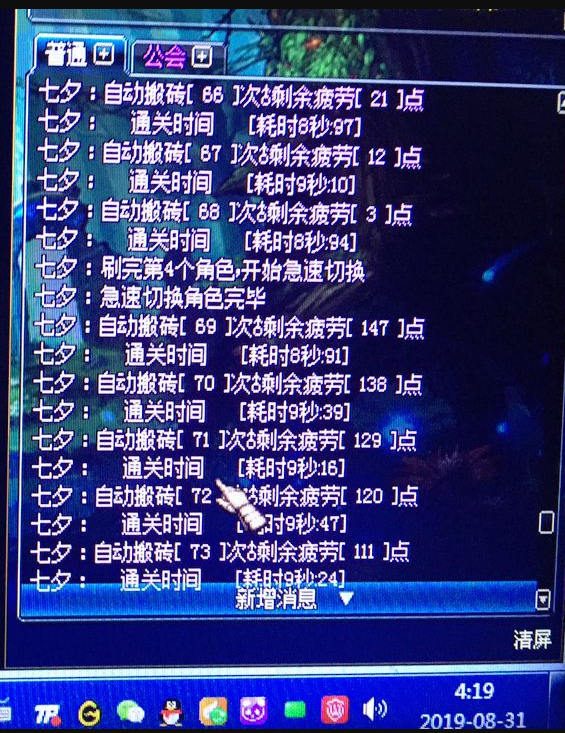 普通 公会
七夕：自动搬砖[ 66 ]次 剩余疲劳[ 21 ]点
七夕： 通关时间 [耗时8秒:97]
七夕：自动搬砖[ 67 ]次 剩余疲劳[ 12 ]点
七夕： 通关时间 [耗时9秒:10]
七夕：自动搬砖[ 68 ]次 剩余疲劳[ 3 ]点
七夕： 通关时间 [耗时8秒:94]
七夕：刷完第4个角色,开始急速切换
七夕：急速切换角色完毕
七夕：自动搬砖[ 69 ]次 剩余疲劳[ 147 ]点
七夕： 通关时间 [耗时8秒:91]
七夕：自动搬砖[ 70 ]次 剩余疲劳[ 138 ]点
七夕： 通关时间 [耗时9秒:39]
七夕：自动搬砖[ 71 ]次 剩余疲劳[ 129 ]点
七夕： 通关时间 [耗时9秒:16]
七夕：自动搬砖[ 72 剩余疲劳[ 120 ]点
七夕： 通关时间 耗时9秒:47]
七夕：自动搬砖[ 73 ]次 剩余疲劳[ 111 ]点
七夕： 通关时间 [耗时9秒:24]
新增消息
清屏
4:19
2019-08-31